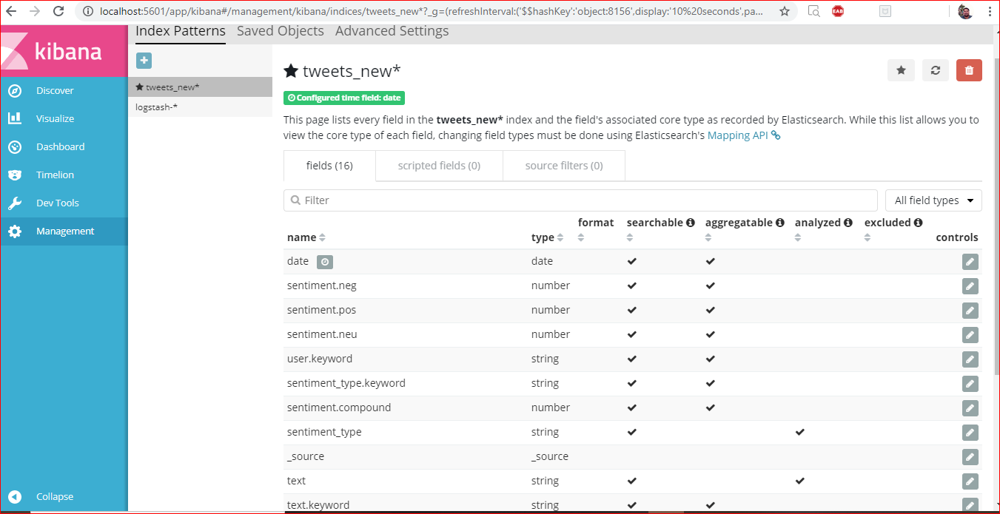 localhost:5601/app/kibana#/management/kibana/indices/tweets_new*?_g=(refreshInterval:('$$hashKey':'object:8156',display:'10%20seconds',pa...
EAB
kibana
Discover
Visualize
Dashboard
Timelion
Dev Tools
Management
Collapse
Index Patterns Saved Objects Advanced Settings
+
tweets_new*
logstash-*
tweets_new*
Configured time field: date
This page lists every field in the tweets_new* index and the field's associated core type as recorded by Elasticsearch. While this list allows you to
view the core type of each field, changing field types must be done using Elasticsearch's Mapping API
fields (16) scripted fields (0) source filters (0)
Filter All field types
name type format searchable aggregatable analyzed excluded controls
date date
sentiment.neg number
sentiment.pos number
sentiment.neu number
user.keyword string
sentiment_type.keyword string
sentiment.compound number
sentiment_type string
_source _source
text string
text.keyword string